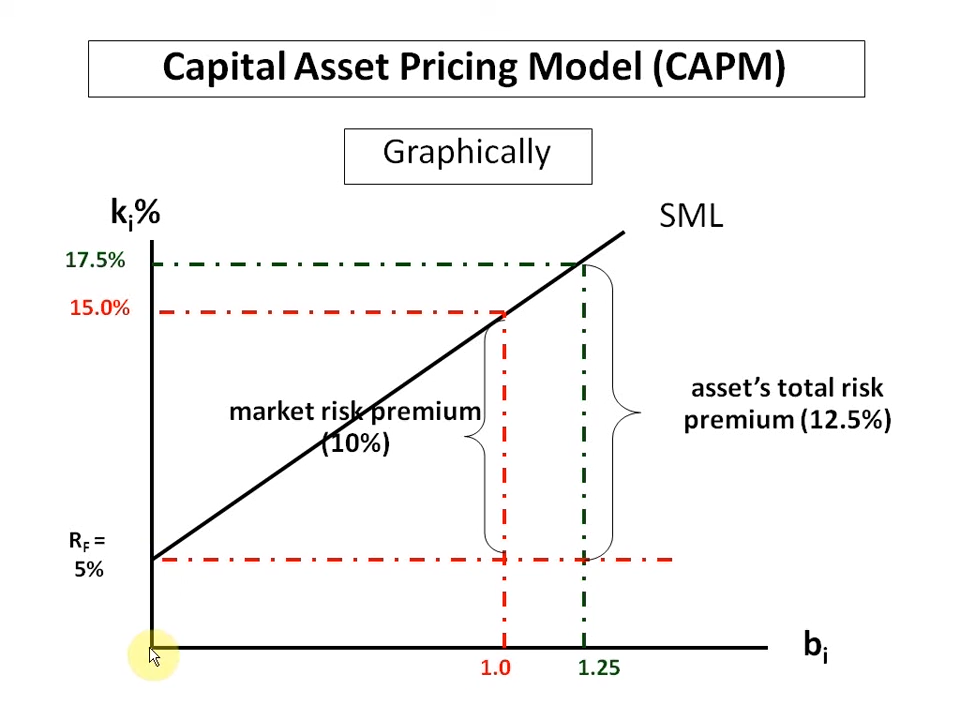 Capital Asset Pricing Model (CAPM)
Graphically
kᵢ%
SML
17.5%
15.0%
asset’s total risk
premium (12.5%)
market risk premium
(10%)
R_F =
5%
bᵢ
1.0
1.25